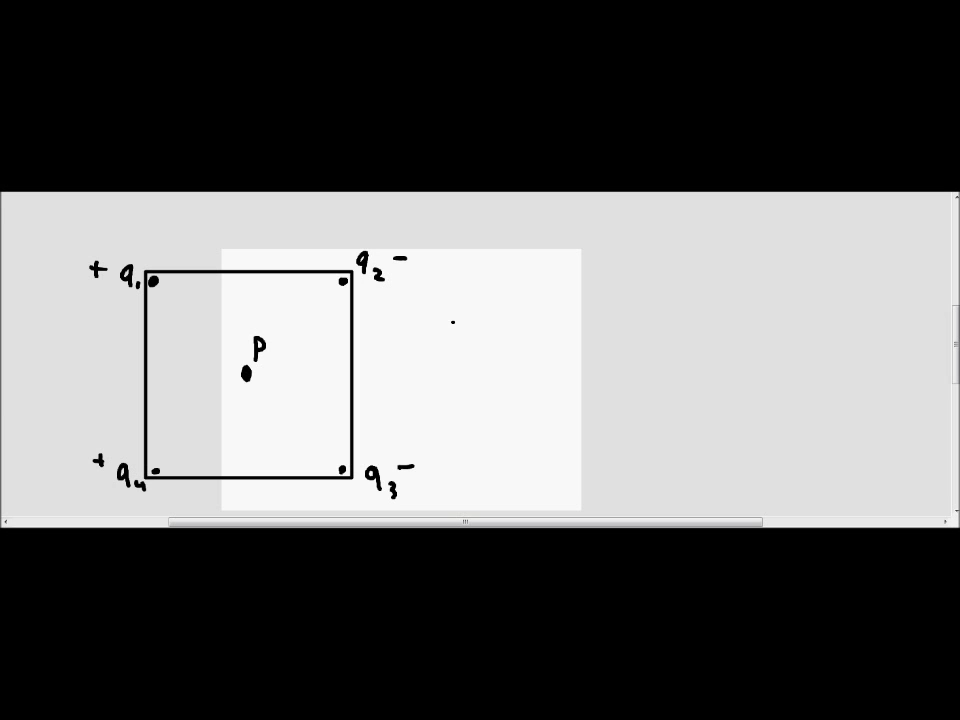 + q₁ q₂ -
P
+ q₄ q₃ -